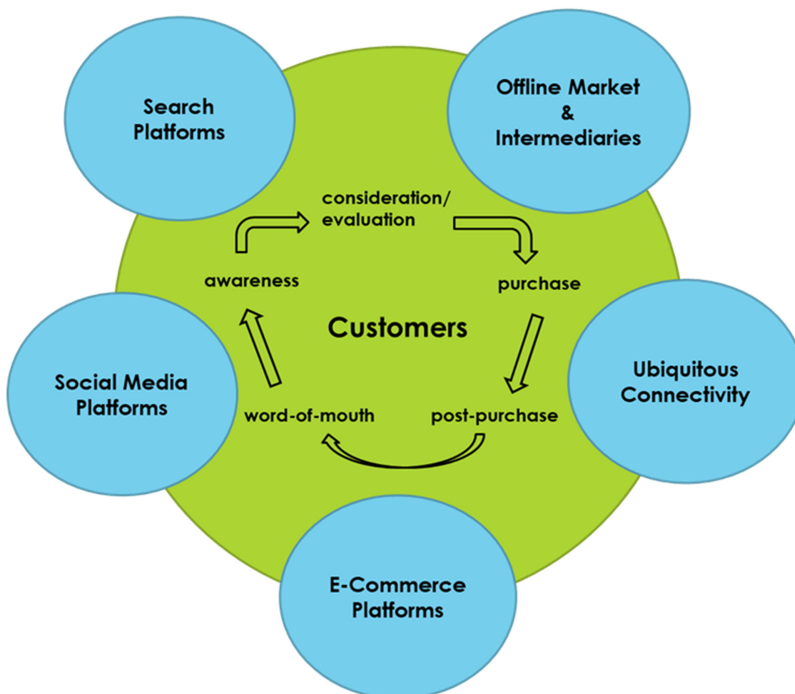 Search
Platforms
Offline Market
&
Intermediaries
consideration/
evaluation
awareness
purchase
Customers
Social Media
Platforms
Ubiquitous
Connectivity
word-of-mouth
post-purchase
E-Commerce
Platforms